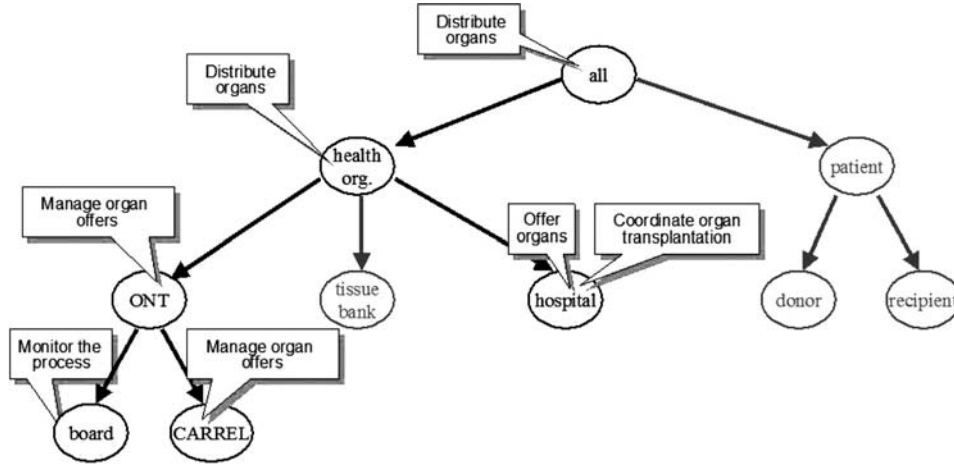 Distribute
organs
all
Distribute
organs
health
org.
patient
Manage organ
offers
Offer
organs
Coordinate organ
transplantation
ONT
tissue
bank
hospital
donor
recipient
Monitor the
process
Manage organ
offers
board
CARREL